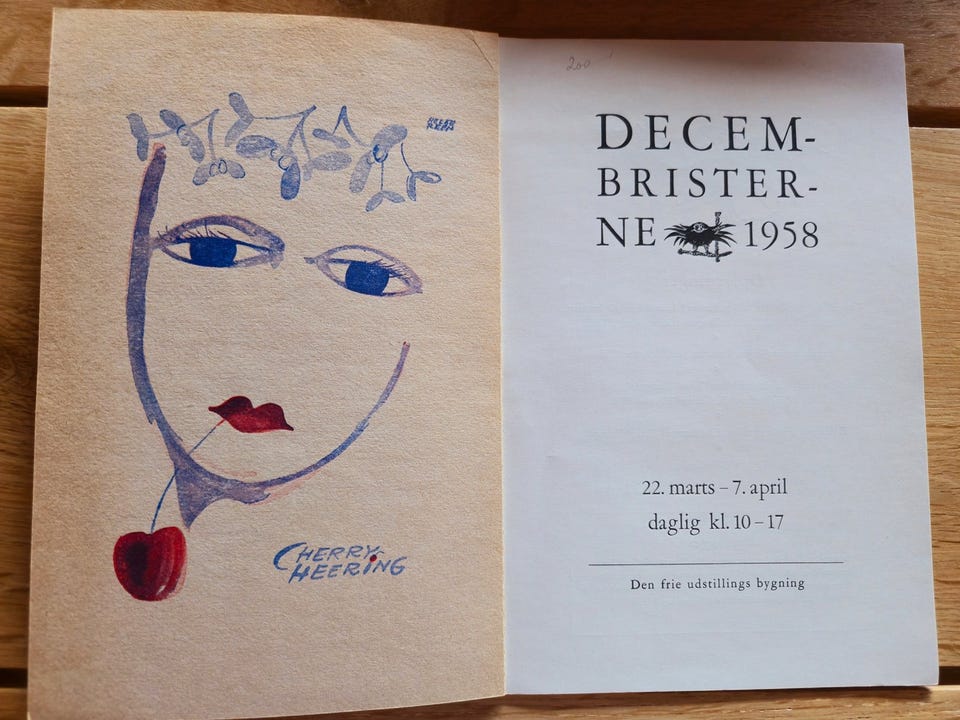 CHERRY-
HEERING
200
DECEM-
BRISTER-
NE 1958
22. marts – 7. april
daglig kl. 10 – 17
Den frie udstillings bygning